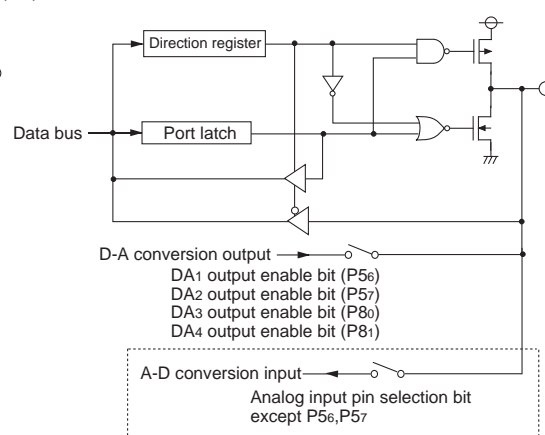 Direction register
Data bus
Port latch
D-A conversion output
DA1 output enable bit (P56)
DA2 output enable bit (P57)
DA3 output enable bit (P80)
DA4 output enable bit (P81)
A-D conversion input
Analog input pin selection bit
except P56,P57